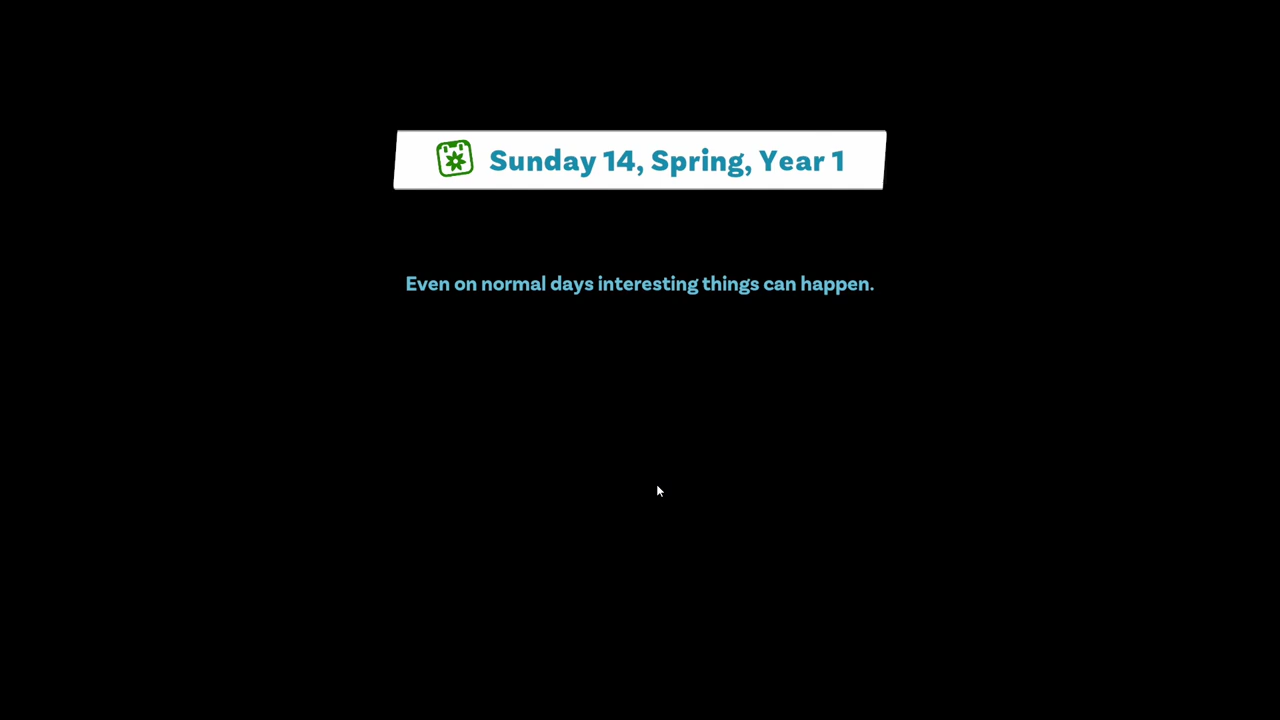 Sunday 14, Spring, Year 1
Even on normal days interesting things can happen.